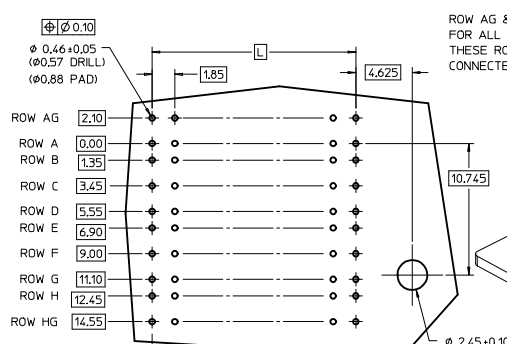 ⌖ Ø 0.10
Ø 0.46±0.05
(Ø0.57 DRILL)
(Ø0.88 PAD)
L
1.85
4.625
ROW AG &
FOR ALL
THESE RO
CONNECTE
ROW AG 2.10
ROW A 0.00
ROW B 1.35
ROW C 3.45
ROW D 5.55
ROW E 6.90
ROW F 9.00
ROW G 11.10
ROW H 12.45
ROW HG 14.55
10.745
Ø 2.45±0.10